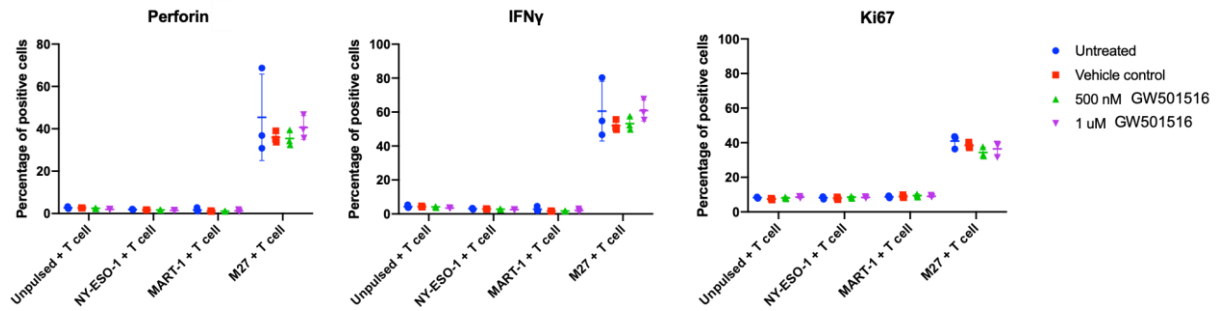 Perforin
Percentage of positive cells
80
60
40
20
0
Unpulsed + T cell
NY-ESO-1 + T cell
MART-1 + T cell
M27 + T cell
IFNγ
Percentage of positive cells
100
80
60
40
20
0
Unpulsed + T cell
NY-ESO-1 + T cell
MART-1 + T cell
M27 + T cell
Ki67
Percentage of positive cells
100
80
60
40
20
0
Unpulsed + T cell
NY-ESO-1 + T cell
MART-1 + T cell
M27 + T cell
Untreated
Vehicle control
500 nM GW501516
1 uM GW501516